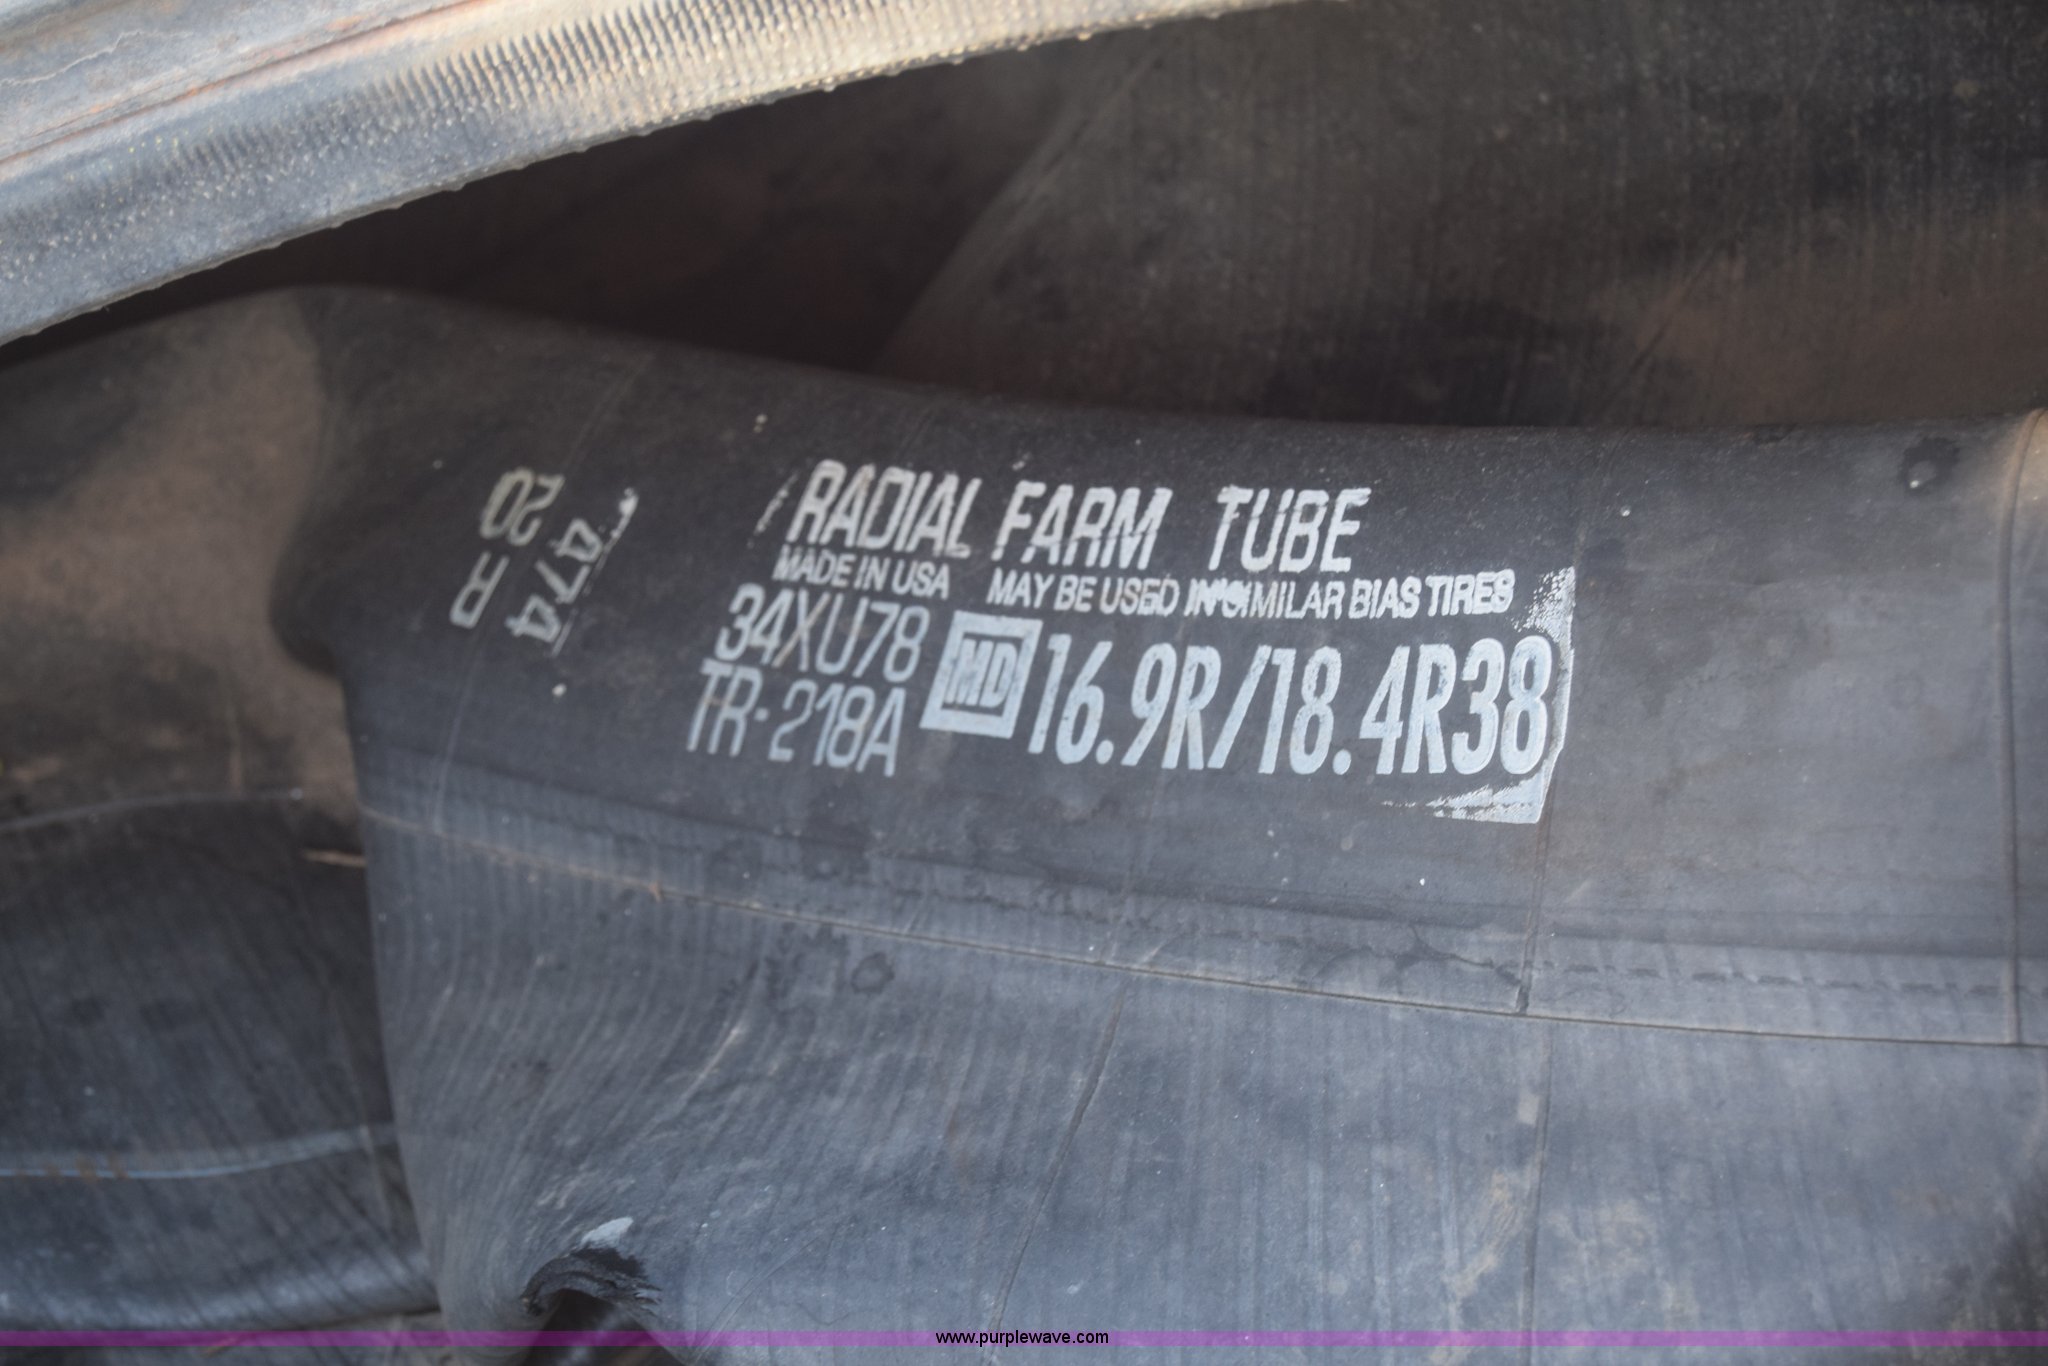 RADIAL FARM TUBE
MADE IN USA MAY BE USED IN SIMILAR BIAS TIRES
34XU78
TR-218A
MD
16.9R/18.4R38
474
20 R
www.purplewave.com